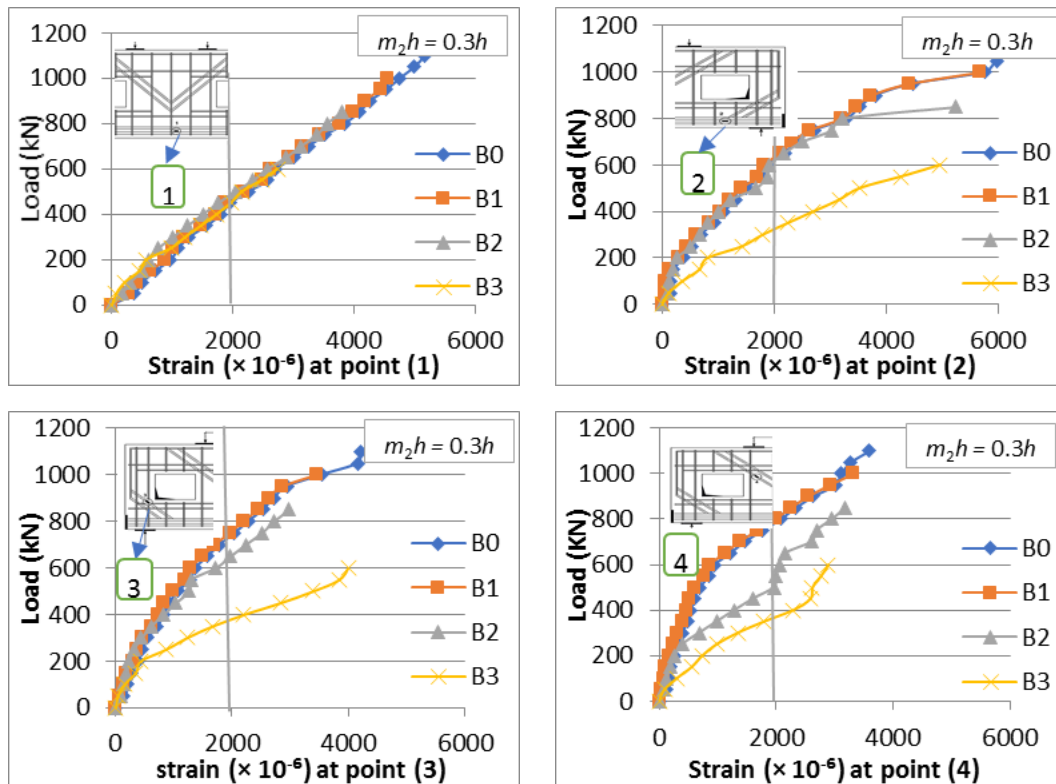 1200
1000
800
600
400
200
0
Load (kN)
m₂h = 0.3h
1
B0
B1
B2
B3
0
2000
4000
6000
Strain (× 10⁻⁶) at point (1)
1200
1000
800
600
400
200
0
Load (kN)
m₂h = 0.3h
2
B0
B1
B2
B3
0
2000
4000
6000
Strain (× 10⁻⁶) at point (2)
1200
1000
800
600
400
200
0
Load (kN)
m₂h = 0.3h
3
B0
B1
B2
B3
0
2000
4000
6000
strain (× 10⁻⁶) at point (3)
1200
1000
800
600
400
200
0
Load (kN)
m₂h = 0.3h
4
B0
B1
B2
B3
0
2000
4000
6000
Strain (× 10⁻⁶) at point (4)